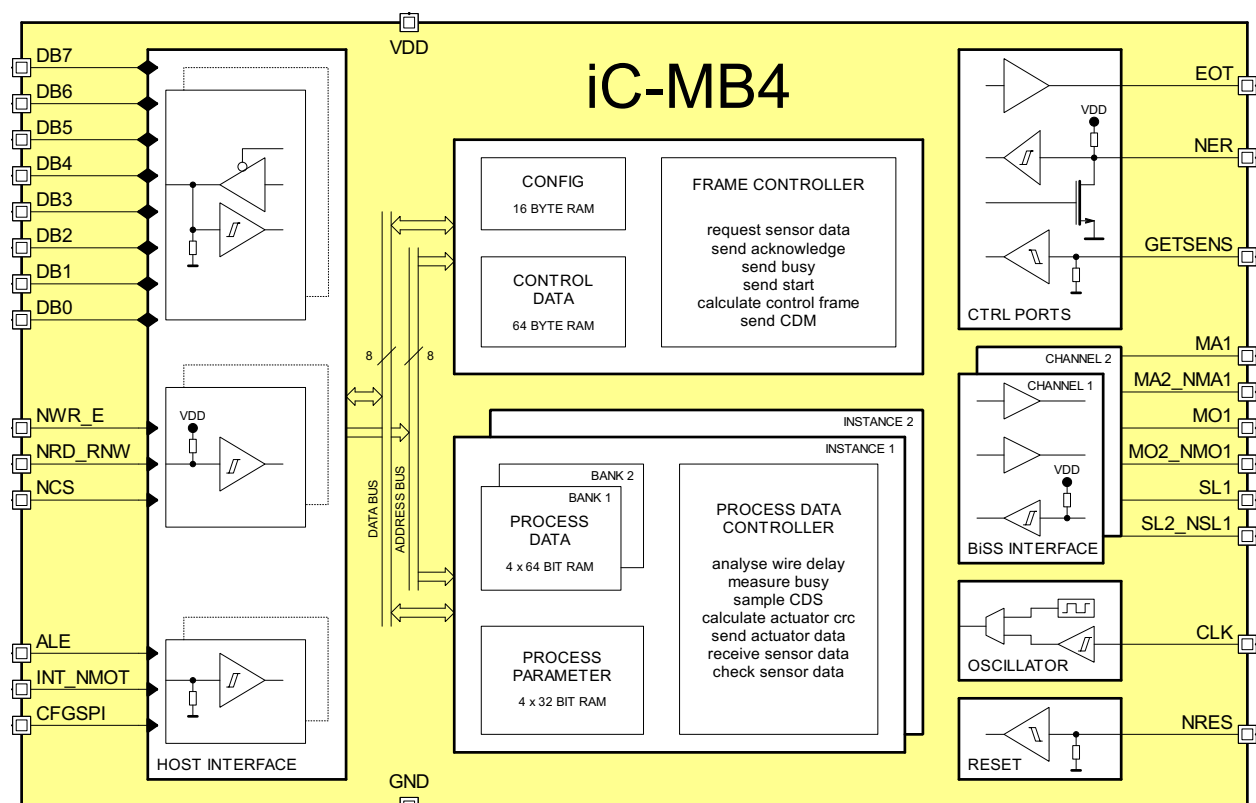 VDD
iC-MB4
DB7
DB6
DB5
DB4
DB3
DB2
DB1
DB0
NWR_E
NRD_RNW
NCS
ALE
INT_NMOT
CFGSPI
VDD
HOST INTERFACE
8
8
DATA BUS
ADDRESS BUS
CONFIG
16 BYTE RAM
CONTROL
DATA
64 BYTE RAM
FRAME CONTROLLER
request sensor data
send acknowledge
send busy
send start
calculate control frame
send CDM
INSTANCE 2
INSTANCE 1
BANK 2
BANK 1
PROCESS
DATA
4 x 64 BIT RAM
PROCESS
PARAMETER
4 x 32 BIT RAM
PROCESS DATA
CONTROLLER
analyse wire delay
measure busy
sample CDS
calculate actuator crc
send actuator data
receive sensor data
check sensor data
VDD
CTRL PORTS
EOT
NER
GETSENS
CHANNEL 2
CHANNEL 1
VDD
BiSS INTERFACE
MA1
MA2_NMA1
MO1
MO2_NMO1
SL1
SL2_NSL1
OSCILLATOR
CLK
RESET
NRES
GND